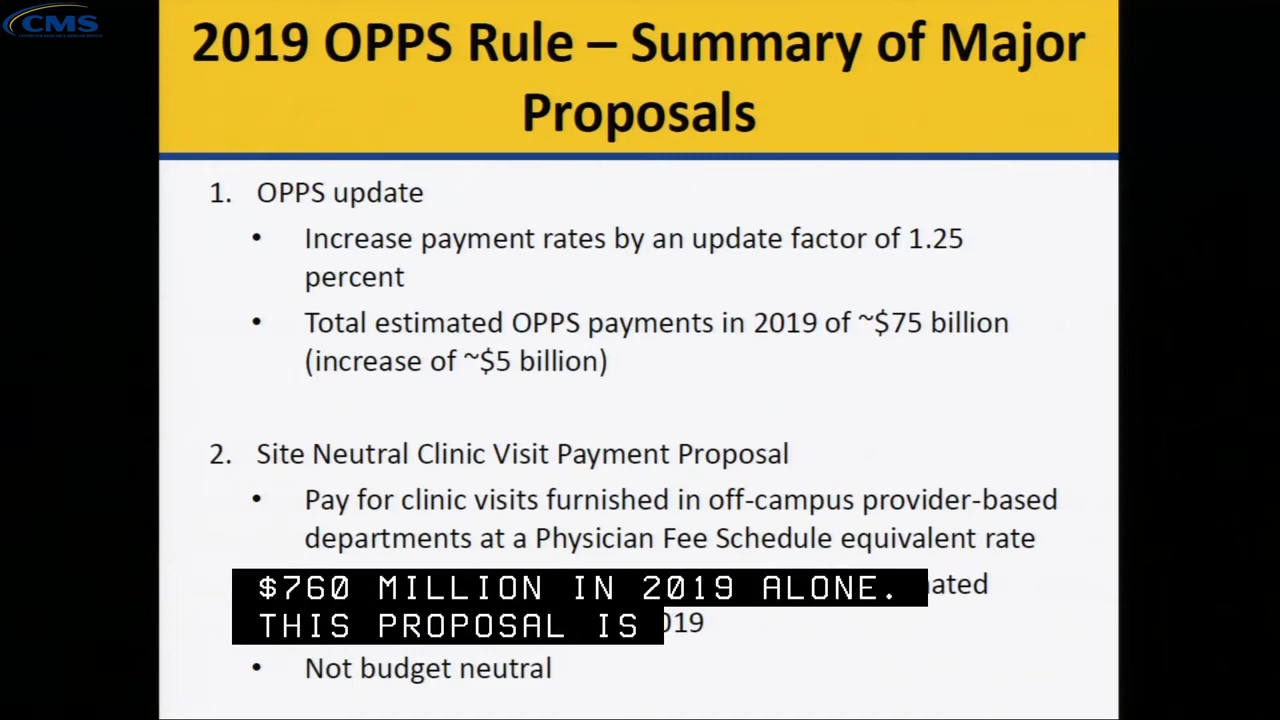 CMS
2019 OPPS Rule – Summary of Major
Proposals
1. OPPS update
• Increase payment rates by an update factor of 1.25
percent
• Total estimated OPPS payments in 2019 of ~$75 billion
(increase of ~$5 billion)
2. Site Neutral Clinic Visit Payment Proposal
• Pay for clinic visits furnished in off-campus provider-based
departments at a Physician Fee Schedule equivalent rate
$760 MILLION IN 2019 ALONE.
THIS PROPOSAL IS
• Not budget neutral